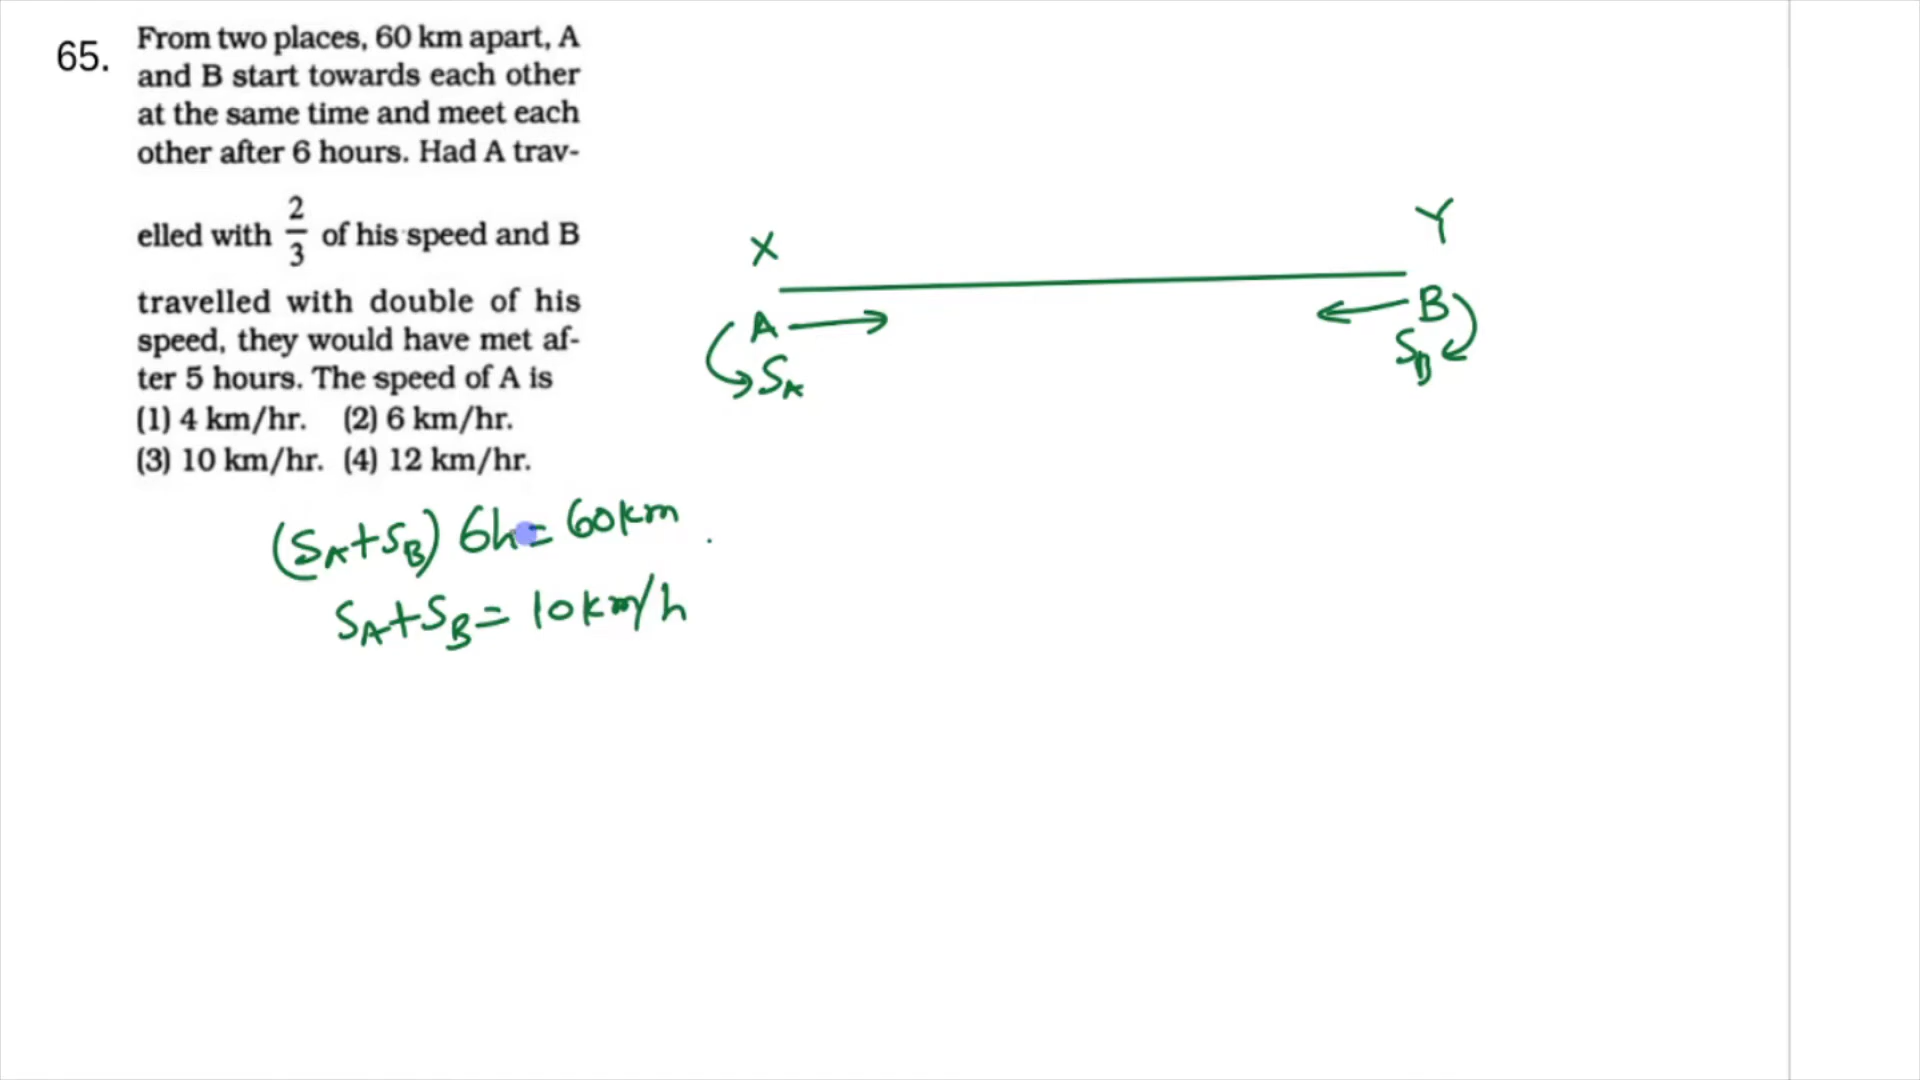 65.
From two places, 60 km apart, A
and B start towards each other
at the same time and meet each
other after 6 hours. Had A trav-
elled with 2/3 of his speed and B
travelled with double of his
speed, they would have met af-
ter 5 hours. The speed of A is
(1) 4 km/hr. (2) 6 km/hr.
(3) 10 km/hr. (4) 12 km/hr.
X
Y
A
B
S_A
S_B
(S_A+S_B) 6h = 60km
S_A+S_B = 10km/h